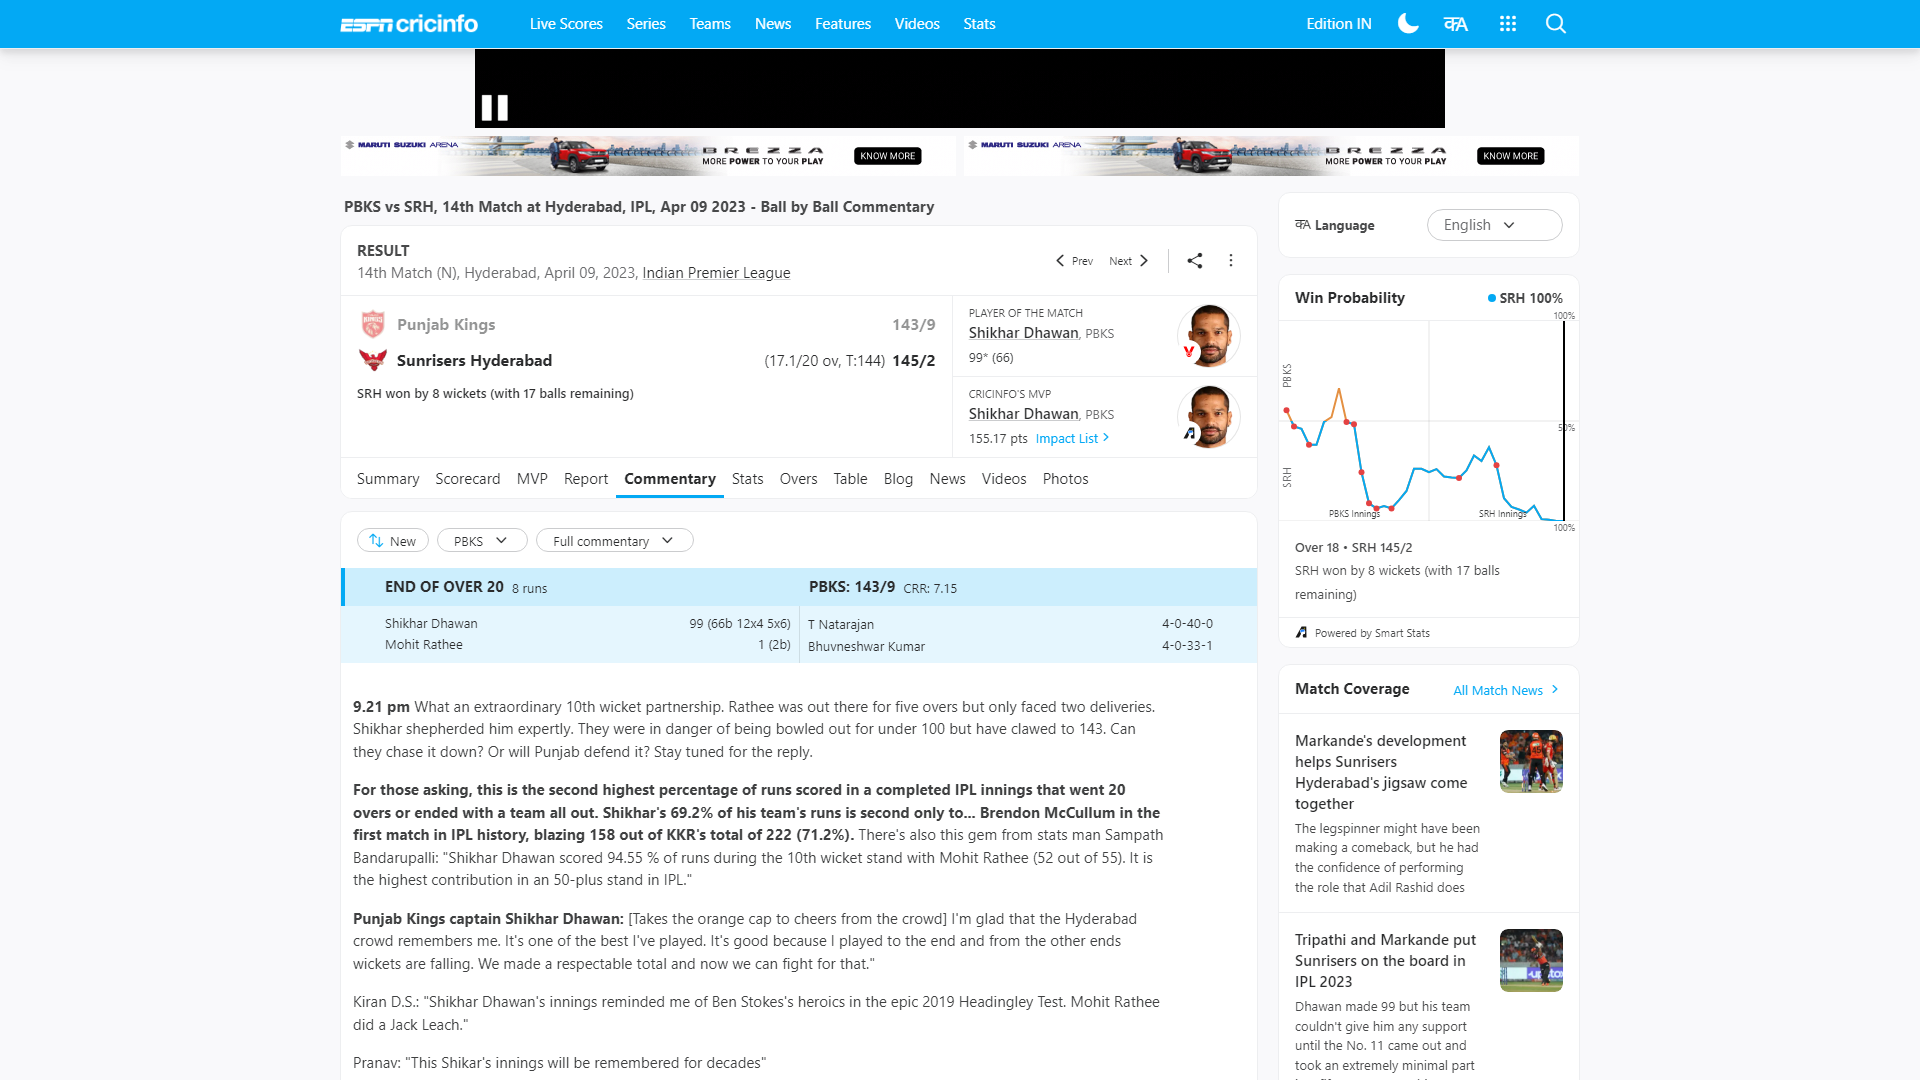 ESPN cricinfo Live Scores Series Teams News Features Videos Stats Edition IN क/A
MARUTI SUZUKI ARENA BREZZA MORE POWER TO YOUR PLAY KNOW MORE
MARUTI SUZUKI ARENA BREZZA MORE POWER TO YOUR PLAY KNOW MORE
PBKS vs SRH, 14th Match at Hyderabad, IPL, Apr 09 2023 - Ball by Ball Commentary
RESULT
14th Match (N), Hyderabad, April 09, 2023, Indian Premier League
Prev Next
Punjab Kings 143/9
Sunrisers Hyderabad (17.1/20 ov, T:144) 145/2
SRH won by 8 wickets (with 17 balls remaining)
PLAYER OF THE MATCH
Shikhar Dhawan, PBKS
99* (66)
CRICINFO'S MVP
Shikhar Dhawan, PBKS
155.17 pts Impact List
Summary Scorecard MVP Report Commentary Stats Overs Table Blog News Videos Photos
New PBKS Full commentary
END OF OVER 20 8 runs PBKS: 143/9 CRR: 7.15
Shikhar Dhawan 99 (66b 12x4 5x6)
Mohit Rathee 1 (2b)
T Natarajan 4-0-40-0
Bhuvneshwar Kumar 4-0-33-1
9.21 pm What an extraordinary 10th wicket partnership. Rathee was out there for five overs but only faced two deliveries.
Shikhar shepherded him expertly. They were in danger of being bowled out for under 100 but have clawed to 143. Can
they chase it down? Or will Punjab defend it? Stay tuned for the reply.
For those asking, this is the second highest percentage of runs scored in a completed IPL innings that went 20
overs or ended with a team all out. Shikhar's 69.2% of his team's runs is second only to... Brendon McCullum in the
first match in IPL history, blazing 158 out of KKR's total of 222 (71.2%). There's also this gem from stats man Sampath
Bandarupalli: "Shikhar Dhawan scored 94.55 % of runs during the 10th wicket stand with Mohit Rathee (52 out of 55). It is
the highest contribution in an 50-plus stand in IPL."
Punjab Kings captain Shikhar Dhawan: [Takes the orange cap to cheers from the crowd] I'm glad that the Hyderabad
crowd remembers me. It's one of the best I've played. It's good because I played to the end and from the other ends
wickets are falling. We made a respectable total and now we can fight for that."
Kiran D.S.: "Shikhar Dhawan's innings reminded me of Ben Stokes's heroics in the epic 2019 Headingley Test. Mohit Rathee
did a Jack Leach."
Pranav: "This Shikar's innings will be remembered for decades"
क/A Language English
Win Probability SRH 100%
100%
PBKS
50%
SRH
PBKS Innings SRH Innings
100%
Over 18 • SRH 145/2
SRH won by 8 wickets (with 17 balls
remaining)
Powered by Smart Stats
Match Coverage All Match News
Markande's development
helps Sunrisers
Hyderabad's jigsaw come
together
The legspinner might have been
making a comeback, but he had
the confidence of performing
the role that Adil Rashid does
Tripathi and Markande put
Sunrisers on the board in
IPL 2023
Dhawan made 99 but his team
couldn't give him any support
until the No. 11 came out and
took an extremely minimal part